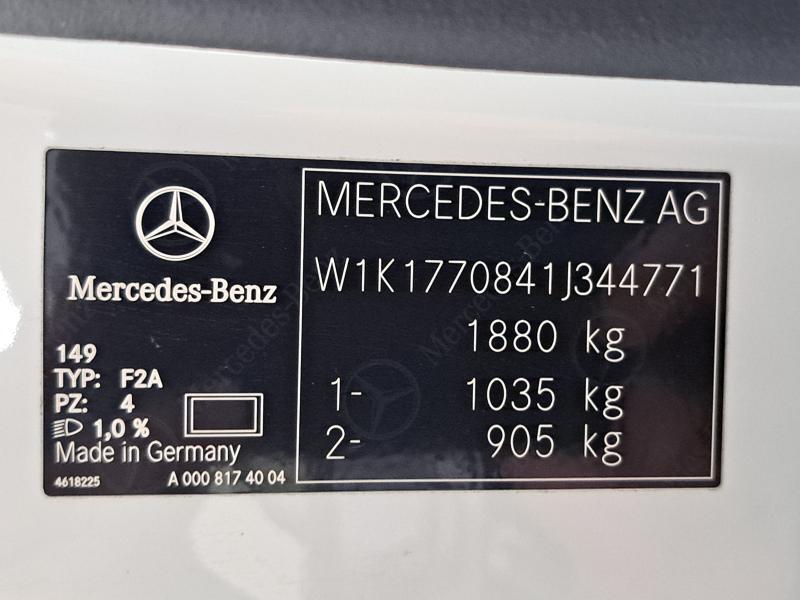 Mercedes-Benz
149
TYP: F2A
PZ: 4
1,0 %
Made in Germany
4618225 A 000 817 40 04
MERCEDES-BENZ AG
W1K1770841J344771
1880 kg
1- 1035 kg
2- 905 kg